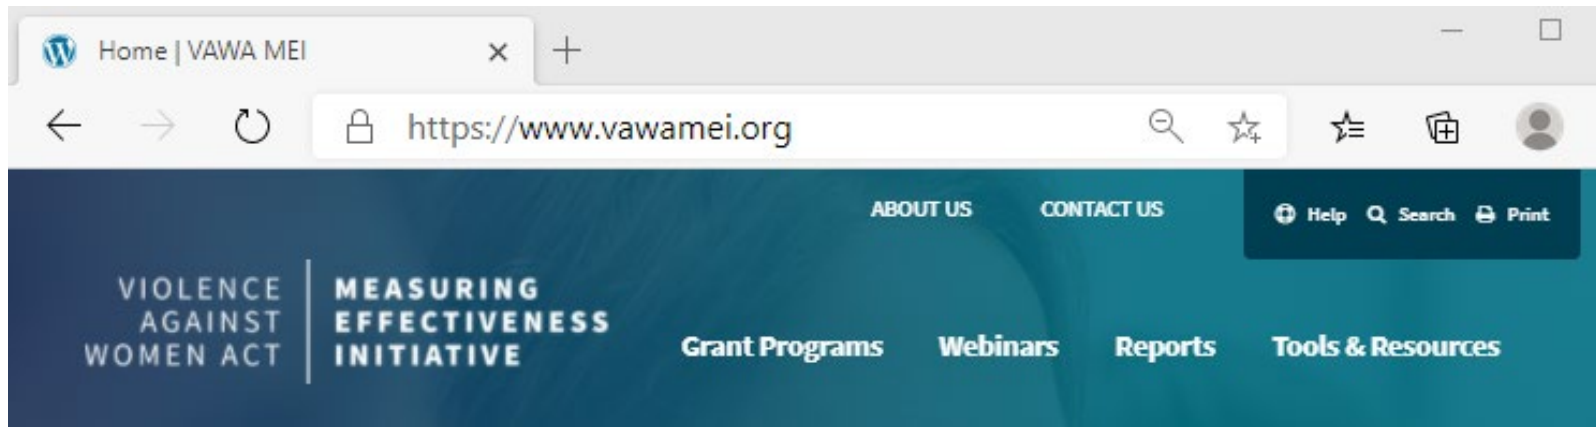 Home | VAWA MEI
https://www.vawamei.org
ABOUT US CONTACT US Help Search Print
VIOLENCE
AGAINST
WOMEN ACT
MEASURING
EFFECTIVENESS
INITIATIVE
Grant Programs Webinars Reports Tools & Resources